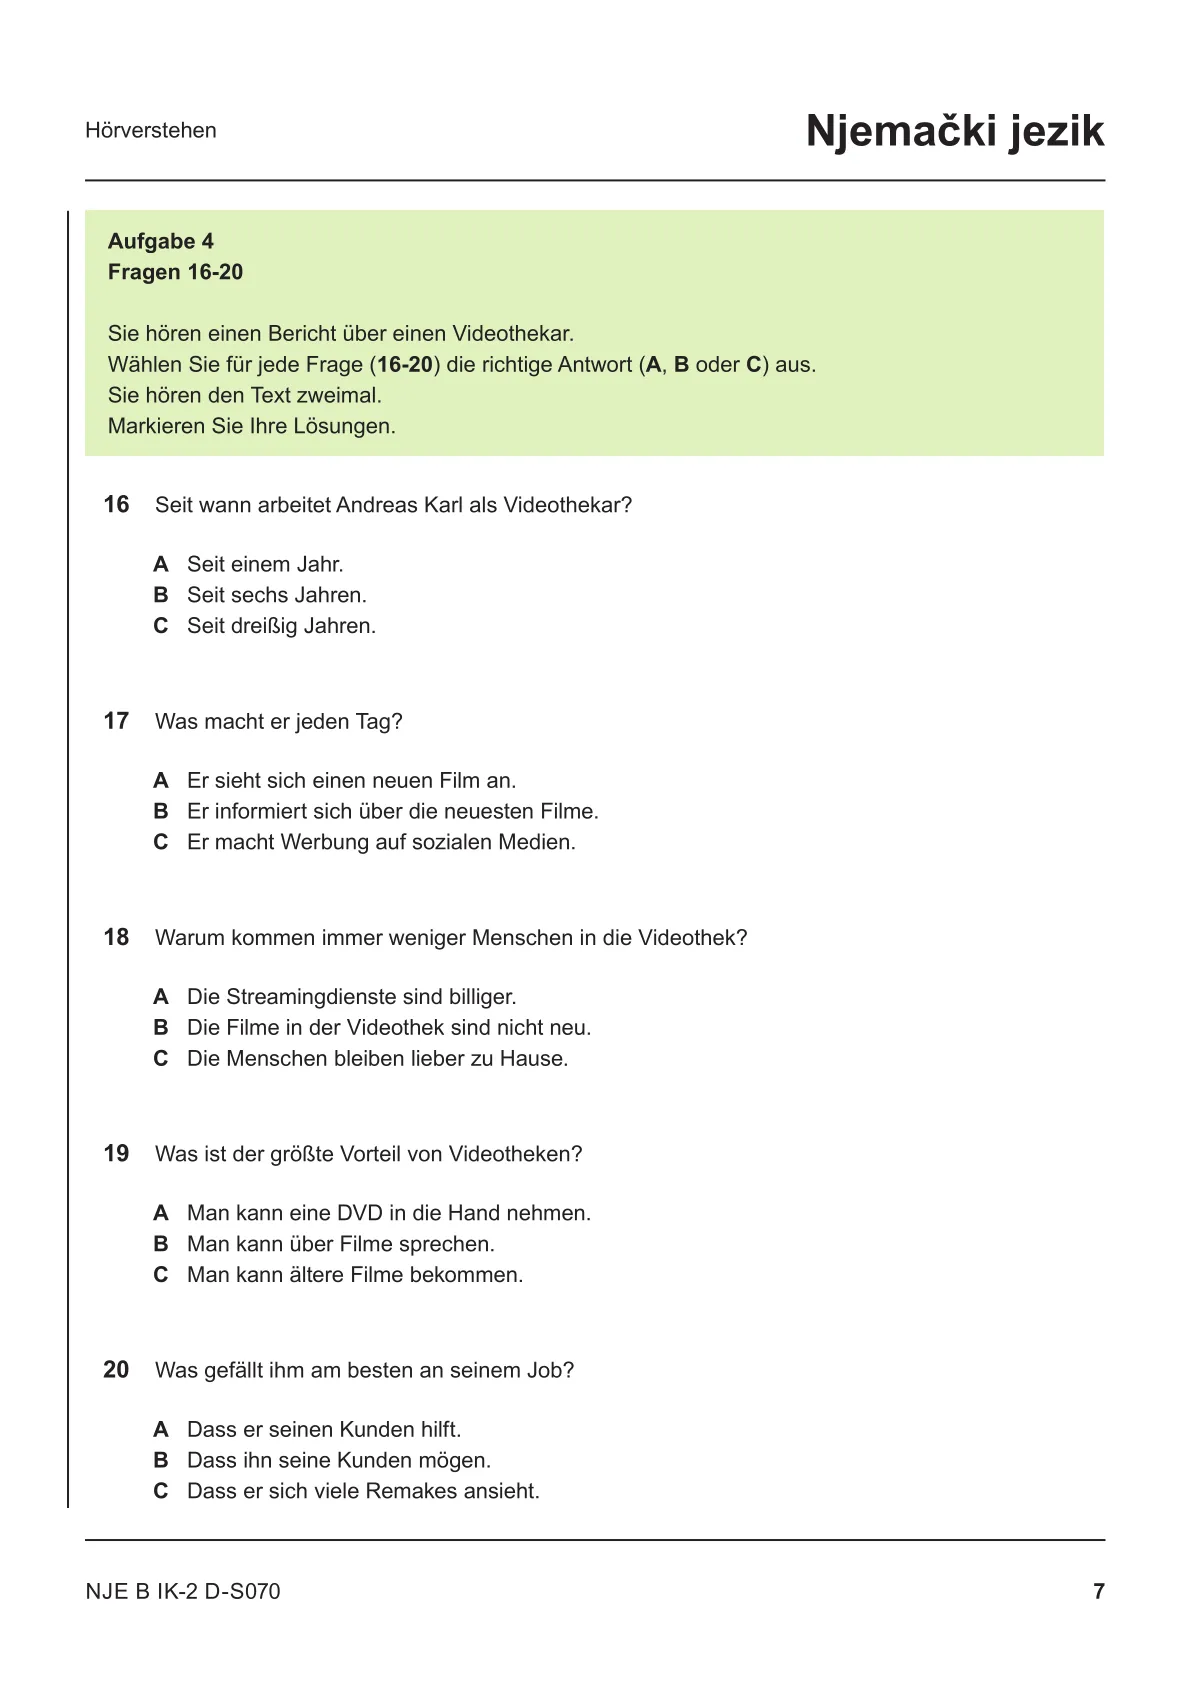 Hörverstehen
Njemački jezik
Aufgabe 4
Fragen 16-20
Sie hören einen Bericht über einen Videothekar.
Wählen Sie für jede Frage (16-20) die richtige Antwort (A, B oder C) aus.
Sie hören den Text zweimal.
Markieren Sie Ihre Lösungen.
16 Seit wann arbeitet Andreas Karl als Videothekar?
A Seit einem Jahr.
B Seit sechs Jahren.
C Seit dreißig Jahren.
17 Was macht er jeden Tag?
A Er sieht sich einen neuen Film an.
B Er informiert sich über die neuesten Filme.
C Er macht Werbung auf sozialen Medien.
18 Warum kommen immer weniger Menschen in die Videothek?
A Die Streamingdienste sind billiger.
B Die Filme in der Videothek sind nicht neu.
C Die Menschen bleiben lieber zu Hause.
19 Was ist der größte Vorteil von Videotheken?
A Man kann eine DVD in die Hand nehmen.
B Man kann über Filme sprechen.
C Man kann ältere Filme bekommen.
20 Was gefällt ihm am besten an seinem Job?
A Dass er seinen Kunden hilft.
B Dass ihn seine Kunden mögen.
C Dass er sich viele Remakes ansieht.
NJE B IK-2 D-S070
7